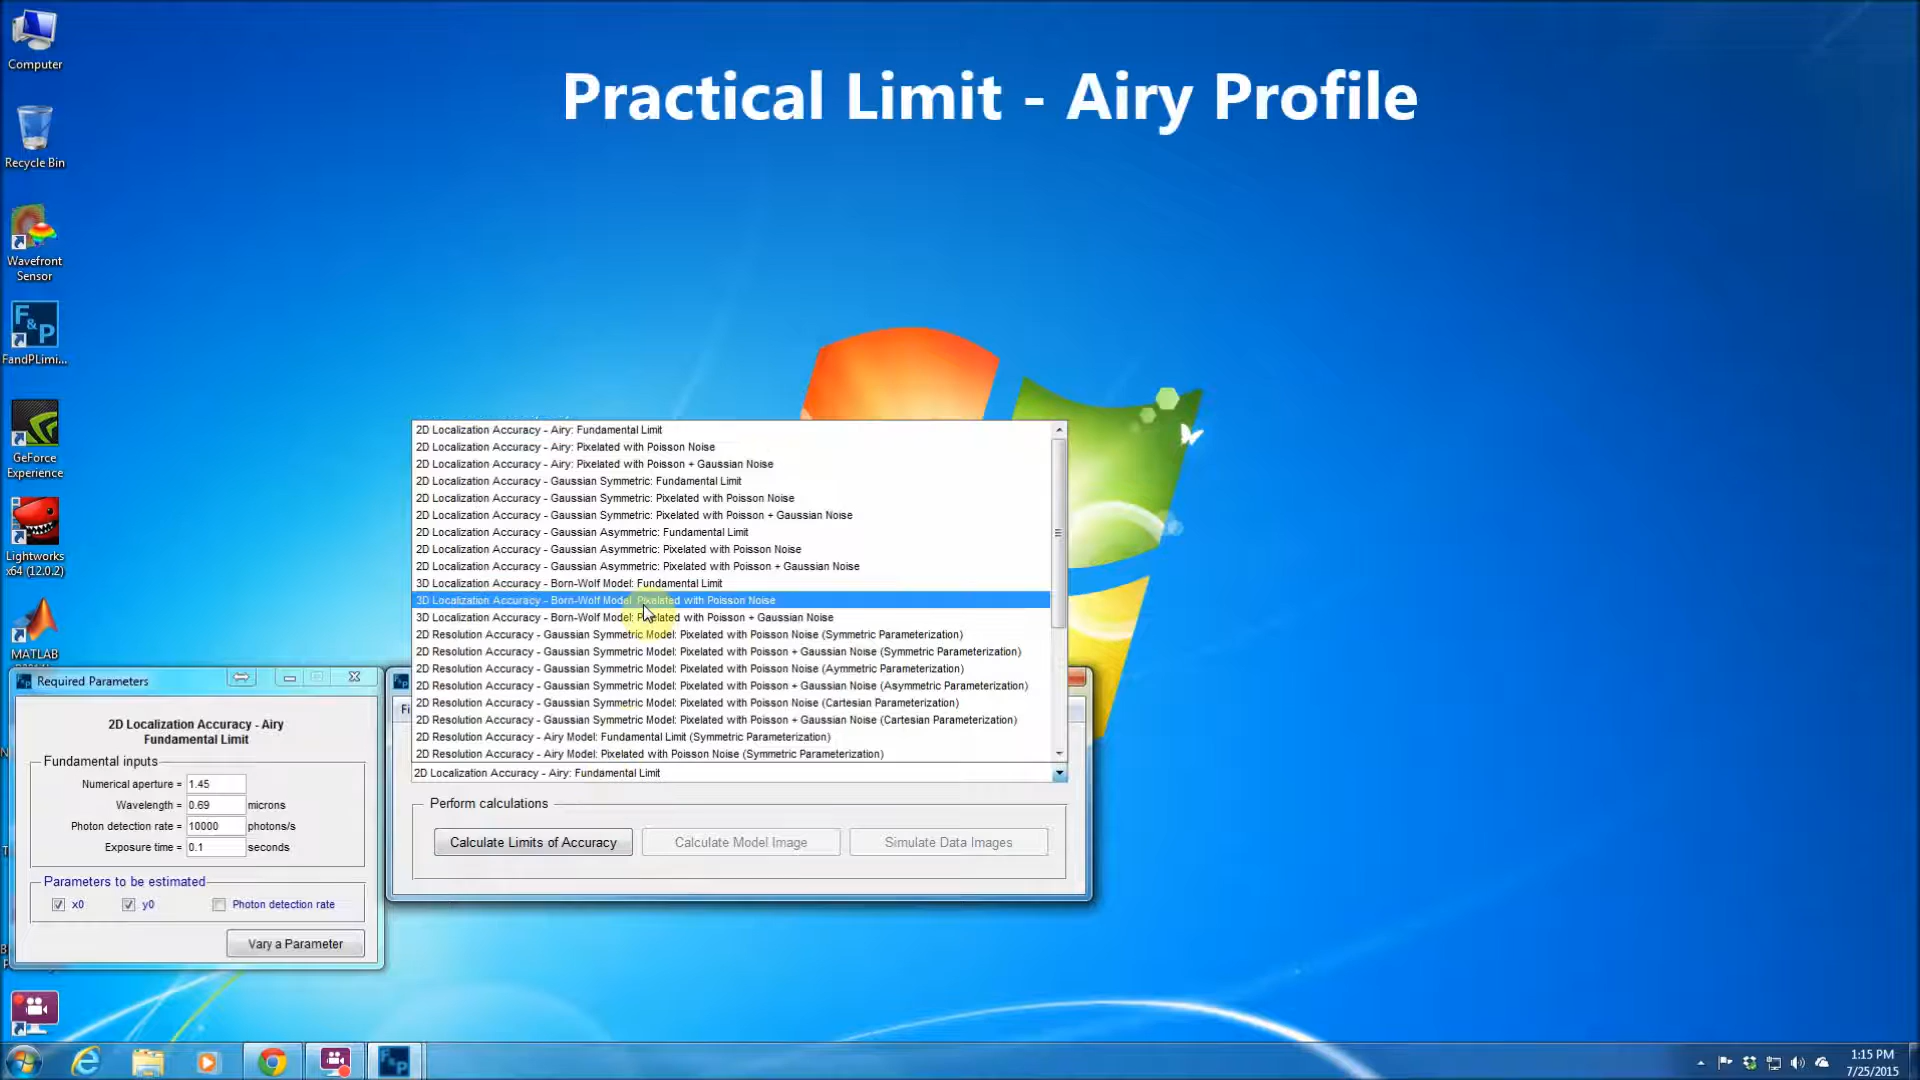 Practical Limit - Airy Profile
Computer
Recycle Bin
Wavefront
Sensor
F&P
FandPLimi...
GeForce
Experience
Lightworks
x64 (12.0.2)
MATLAB
2D Localization Accuracy - Airy: Fundamental Limit
2D Localization Accuracy - Airy: Pixelated with Poisson Noise
2D Localization Accuracy - Airy: Pixelated with Poisson + Gaussian Noise
2D Localization Accuracy - Gaussian Symmetric: Fundamental Limit
2D Localization Accuracy - Gaussian Symmetric: Pixelated with Poisson Noise
2D Localization Accuracy - Gaussian Symmetric: Pixelated with Poisson + Gaussian Noise
2D Localization Accuracy - Gaussian Asymmetric: Fundamental Limit
2D Localization Accuracy - Gaussian Asymmetric: Pixelated with Poisson Noise
2D Localization Accuracy - Gaussian Asymmetric: Pixelated with Poisson + Gaussian Noise
3D Localization Accuracy - Born-Wolf Model: Fundamental Limit
3D Localization Accuracy - Born-Wolf Model: Pixelated with Poisson Noise
3D Localization Accuracy - Born-Wolf Model: Pixelated with Poisson + Gaussian Noise
2D Resolution Accuracy - Gaussian Symmetric Model: Pixelated with Poisson Noise (Symmetric Parameterization)
2D Resolution Accuracy - Gaussian Symmetric Model: Pixelated with Poisson + Gaussian Noise (Symmetric Parameterization)
2D Resolution Accuracy - Gaussian Symmetric Model: Pixelated with Poisson Noise (Aymmetric Parameterization)
2D Resolution Accuracy - Gaussian Symmetric Model: Pixelated with Poisson + Gaussian Noise (Asymmetric Parameterization)
2D Resolution Accuracy - Gaussian Symmetric Model: Pixelated with Poisson Noise (Cartesian Parameterization)
2D Resolution Accuracy - Gaussian Symmetric Model: Pixelated with Poisson + Gaussian Noise (Cartesian Parameterization)
2D Resolution Accuracy - Airy Model: Fundamental Limit (Symmetric Parameterization)
2D Resolution Accuracy - Airy Model: Pixelated with Poisson Noise (Symmetric Parameterization)
2D Localization Accuracy - Airy: Fundamental Limit
Perform calculations
Calculate Limits of Accuracy Calculate Model Image Simulate Data Images
Required Parameters
2D Localization Accuracy - Airy
Fundamental Limit
Fundamental inputs
Numerical aperture = 1.45
Wavelength = 0.69 microns
Photon detection rate = 10000 photons/s
Exposure time = 0.1 seconds
Parameters to be estimated
x0 y0 Photon detection rate
Vary a Parameter
1:15 PM
7/25/2015